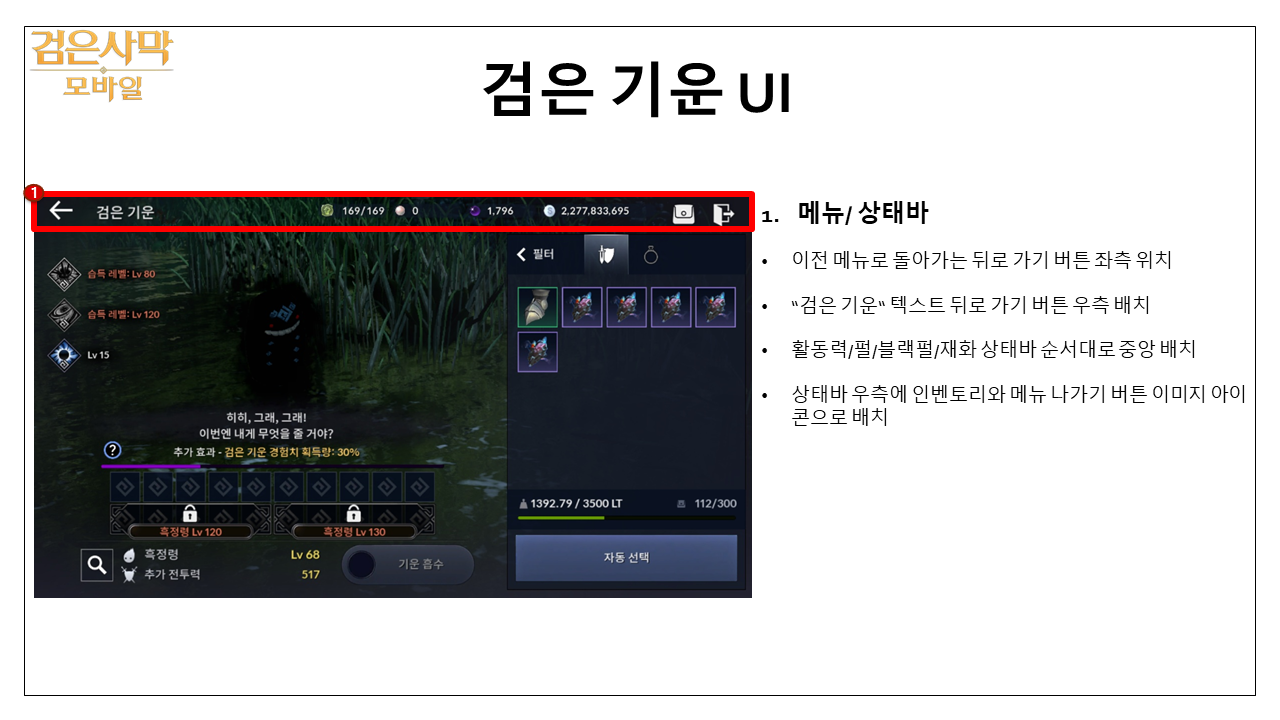 검은사막
모바일
검은 기운 UI
1
검은 기운
169/169
0
1.796
2,277,833,695
습득 레벨: Lv 80
습득 레벨: Lv 120
Lv 15
필터
히히, 그래, 그래!
이번엔 내게 무엇을 줄 거야?
?
추가 효과 - 검은 기운 경험치 획득량: 30%
흑정령 Lv 120
흑정령 Lv 130
흑정령
Lv 68
추가 전투력
517
기운 흡수
1392.79 / 3500 LT
112/300
자동 선택
1. 메뉴/ 상태바
• 이전 메뉴로 돌아가는 뒤로 가기 버튼 좌측 위치
• “검은 기운“ 텍스트 뒤로 가기 버튼 우측 배치
• 활동력/펄/블랙펄/재화 상태바 순서대로 중앙 배치
• 상태바 우측에 인벤토리와 메뉴 나가기 버튼 이미지 아이
콘으로 배치